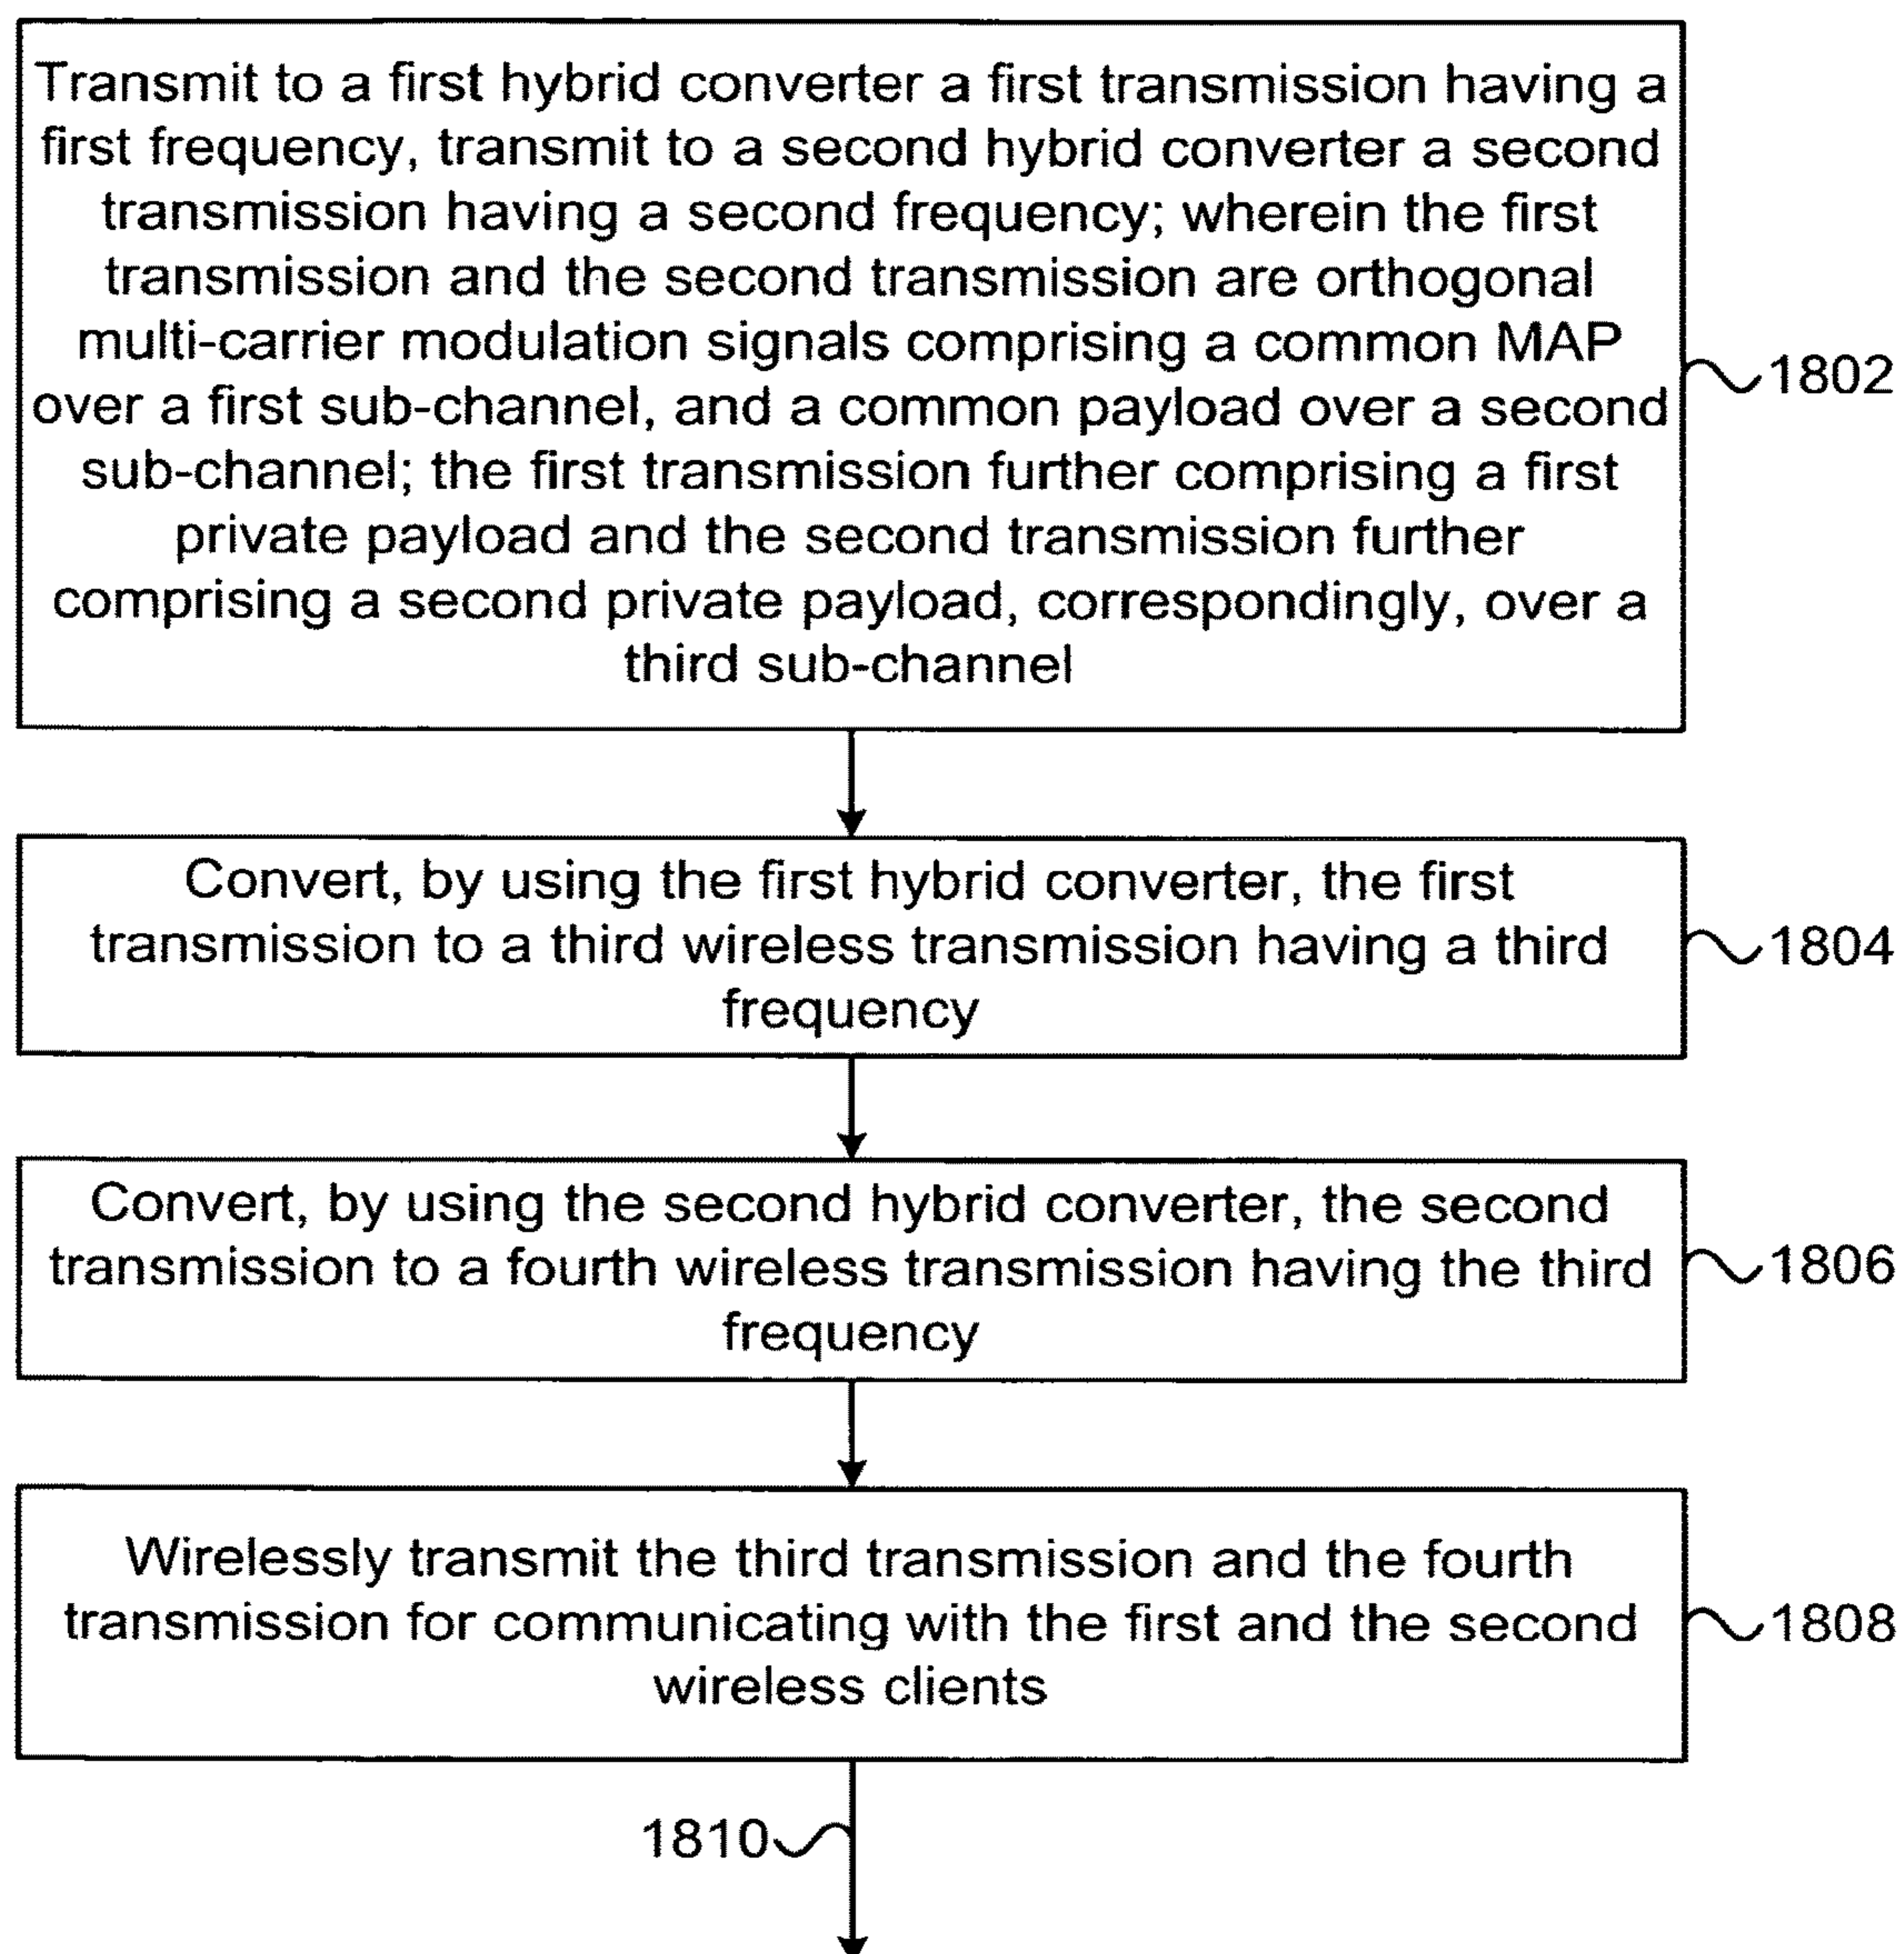 Transmit to a first hybrid converter a first transmission having a
first frequency, transmit to a second hybrid converter a second
transmission having a second frequency; wherein the first
transmission and the second transmission are orthogonal
multi-carrier modulation signals comprising a common MAP
over a first sub-channel, and a common payload over a second
sub-channel; the first transmission further comprising a first
private payload and the second transmission further
comprising a second private payload, correspondingly, over a
third sub-channel
1802
Convert, by using the first hybrid converter, the first
transmission to a third wireless transmission having a third
frequency
1804
Convert, by using the second hybrid converter, the second
transmission to a fourth wireless transmission having the third
frequency
1806
Wirelessly transmit the third transmission and the fourth
transmission for communicating with the first and the second
wireless clients
1808
1810